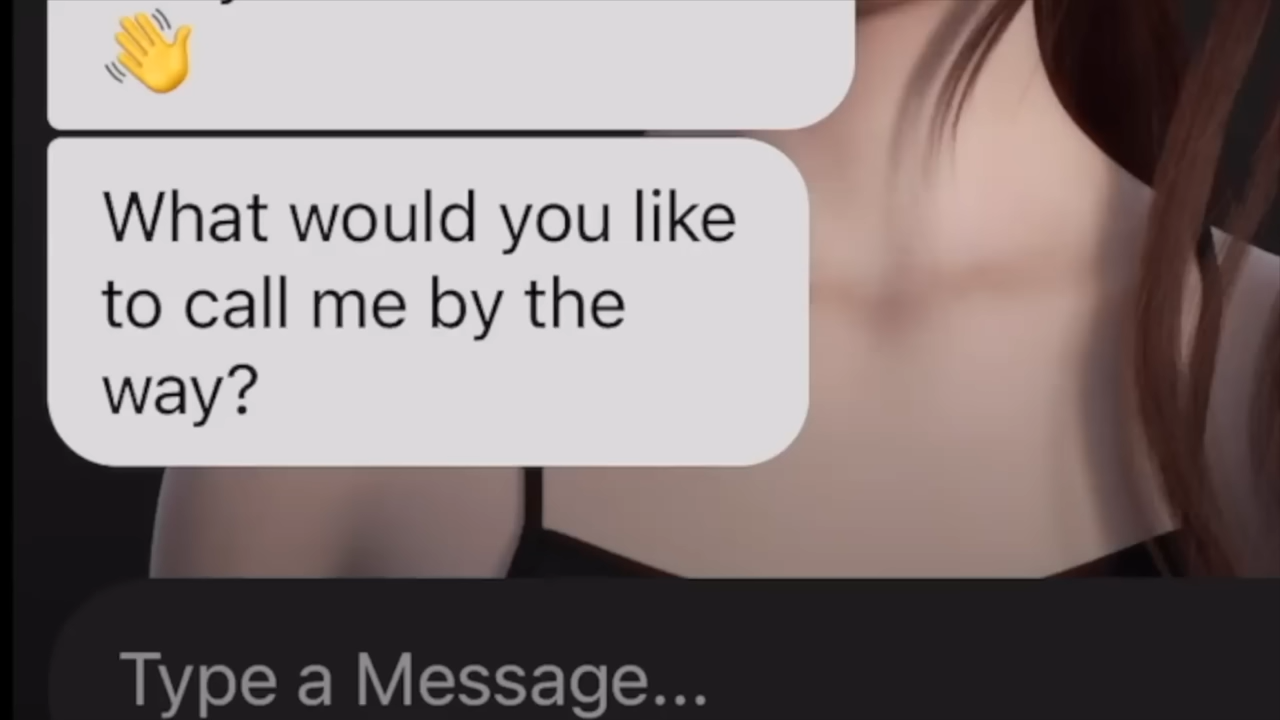 👋
What would you like
to call me by the
way?
Type a Message...